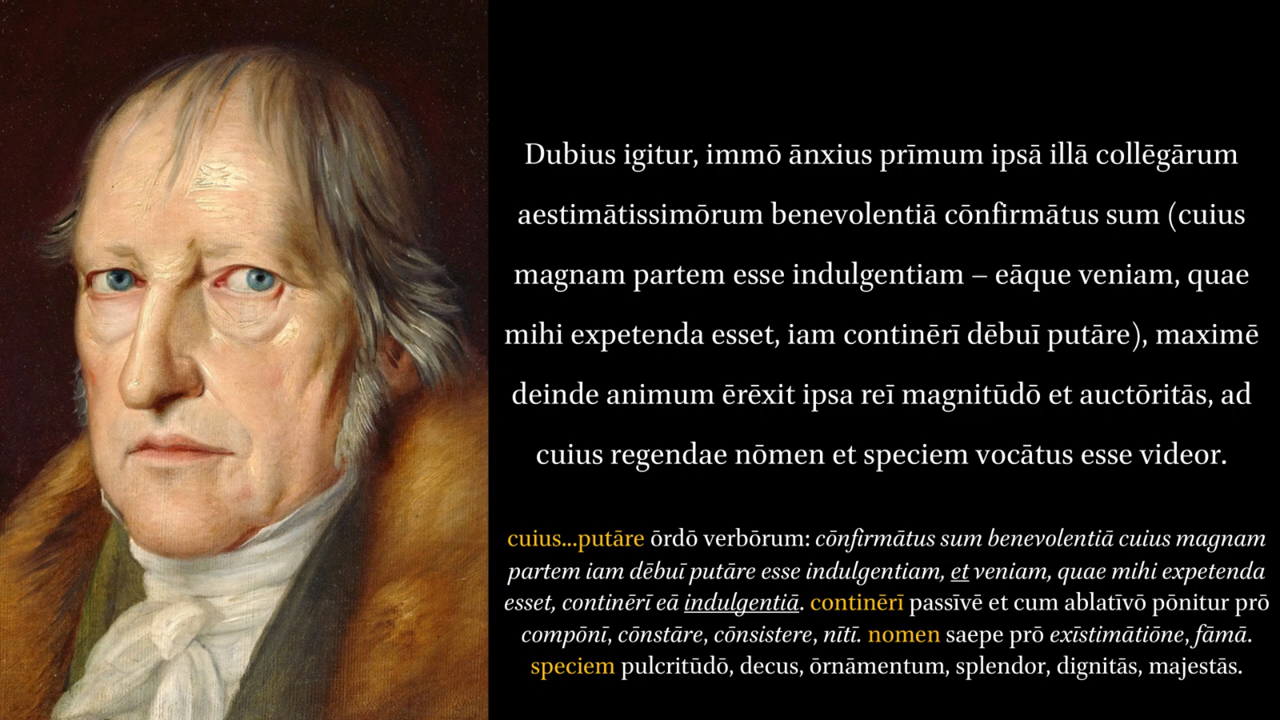 Dubius igitur, immō ānxius prīmum ipsā illā collēgārum
aestimātissimōrum benevolentiā cōnfirmātus sum (cuius
magnam partem esse indulgentiam – eāque veniam, quae
mihi expetenda esset, iam continērī dēbuī putāre), maximē
deinde animum ērēxit ipsa reī magnitūdō et auctōritās, ad
cuius regendae nōmen et speciem vocātus esse videor.
cuius...putāre ōrdō verbōrum: cōnfirmātus sum benevolentiā cuius magnam
partem iam dēbuī putāre esse indulgentiam, et veniam, quae mihi expetenda
esset, continērī eā indulgentiā. continērī passīvē et cum ablatīvō pōnitur prō
compōnī, cōnstāre, cōnsistere, nītī. nomen saepe prō exīstimātiōne, fāmā.
speciem pulcritūdō, decus, ōrnāmentum, splendor, dignitās, majestās.